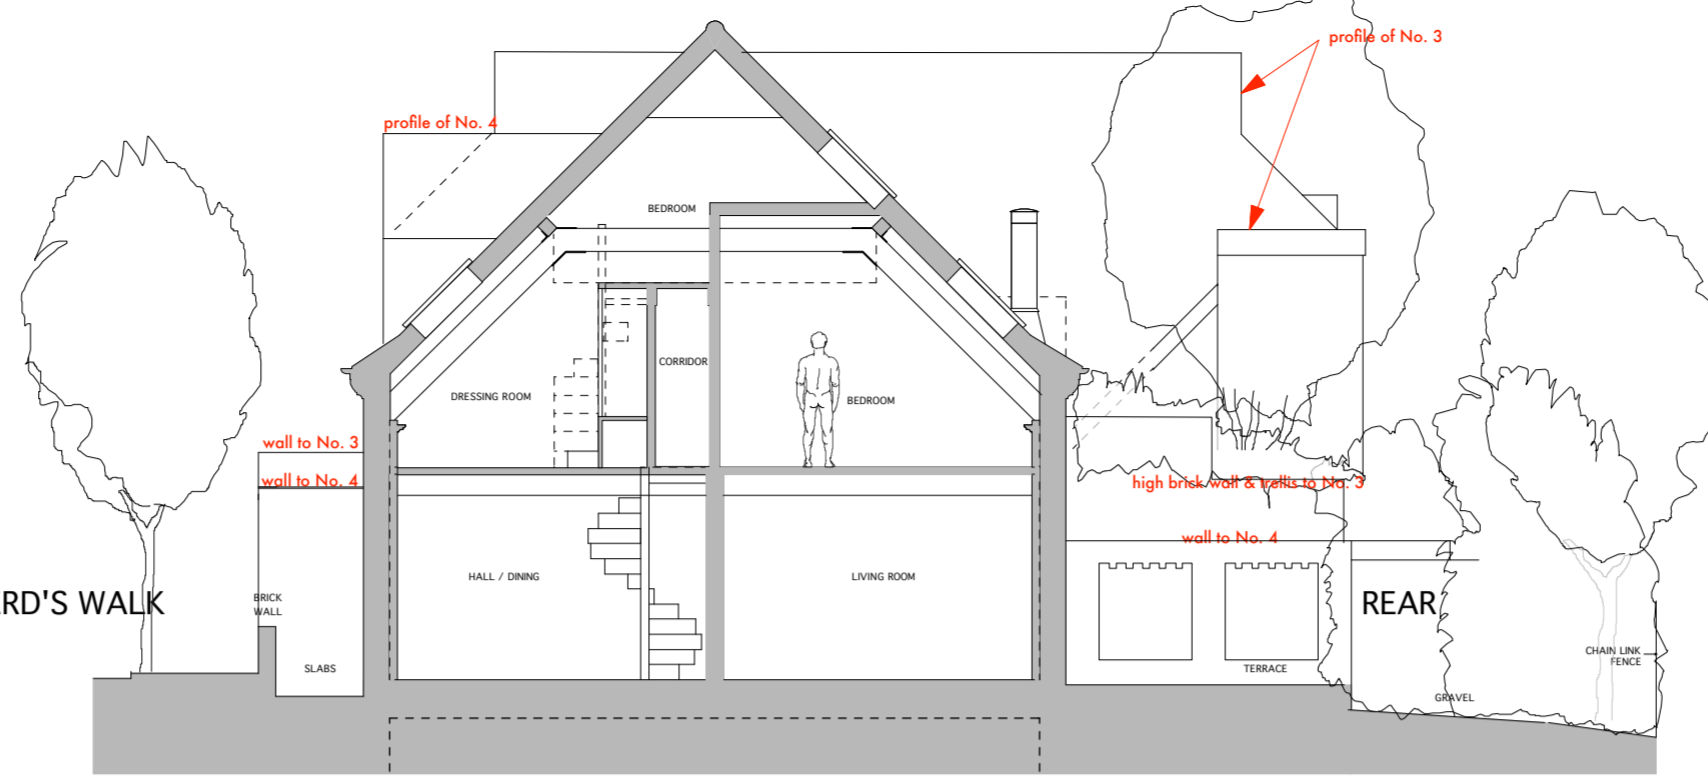 profile of No. 3
profile of No. 4
BEDROOM
CORRIDOR
DRESSING ROOM
BEDROOM
wall to No. 3
wall to No. 4
high brick wall & trellis to No. 3
wall to No. 4
HALL / DINING
LIVING ROOM
BRICK
WALL
RD'S WALK
REAR
SLABS
TERRACE
CHAIN LINK
FENCE
GRAVEL